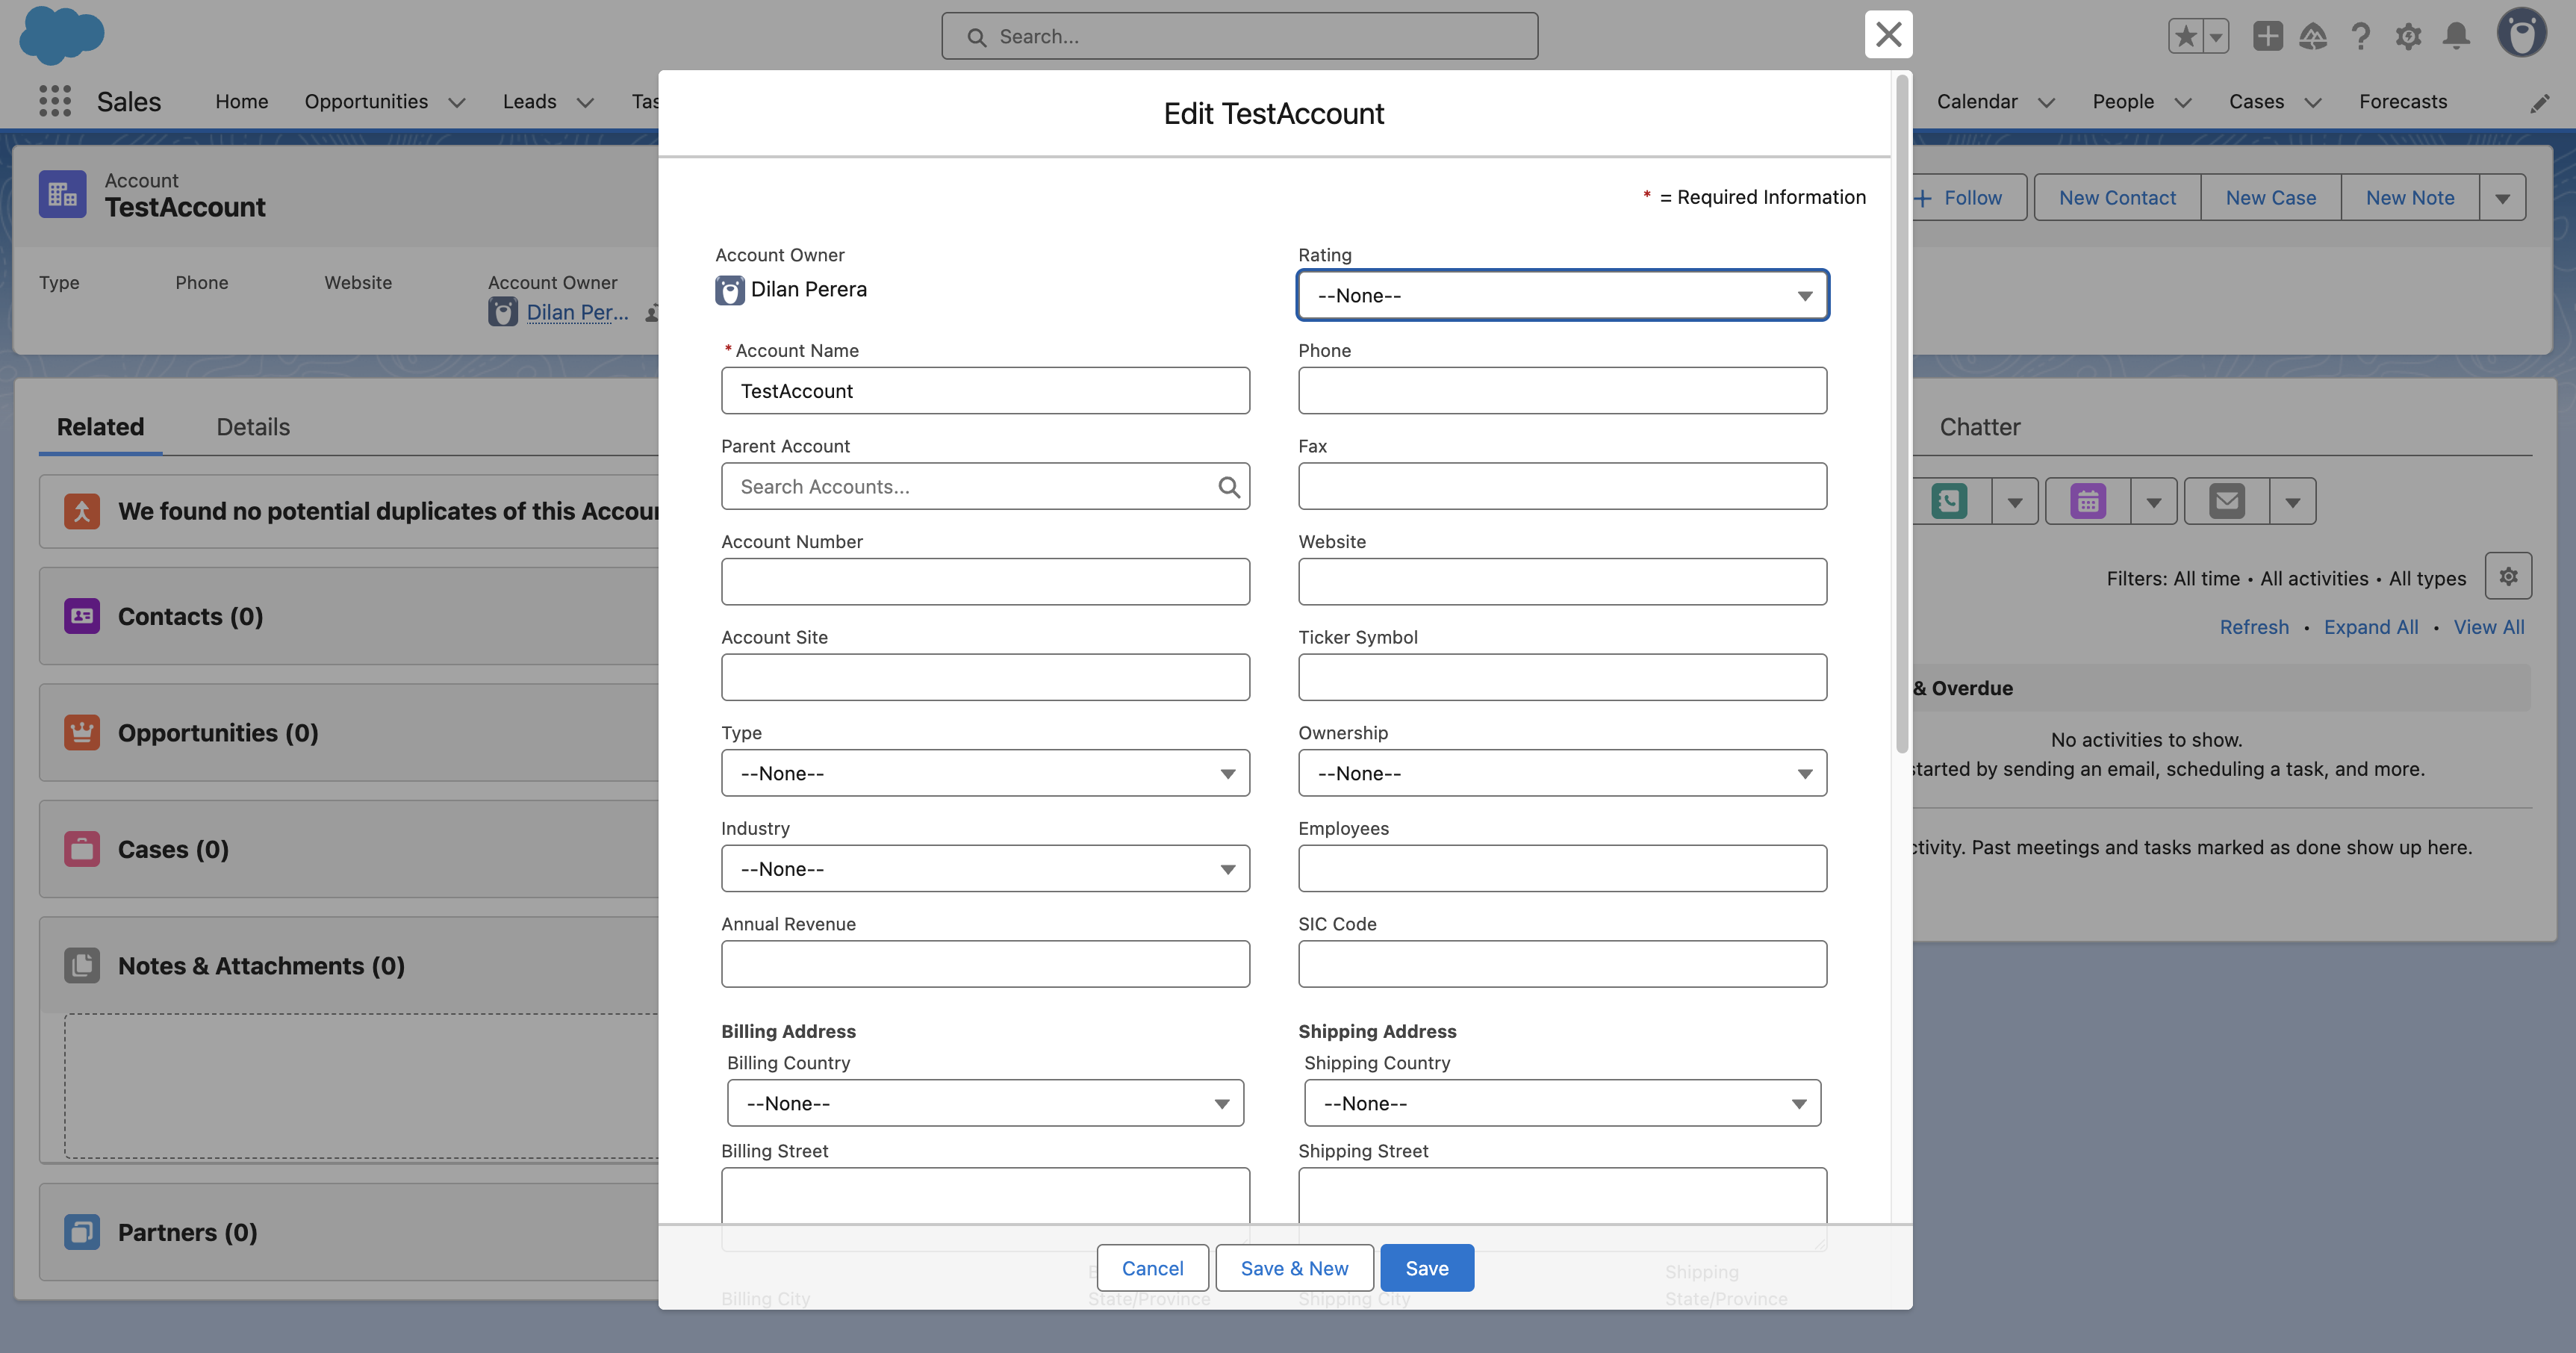 Search...
Sales
Home
Opportunities
Leads
Tas
Calendar
People
Cases
Forecasts
Account
TestAccount
Follow
New Contact
New Case
New Note
Type
Phone
Website
Account Owner
Dilan Per...
Related
Details
We found no potential duplicates of this Accoun
Contacts (0)
Opportunities (0)
Cases (0)
Notes & Attachments (0)
Partners (0)
Edit TestAccount
* = Required Information
Account Owner
Dilan Perera
Rating
--None--
*Account Name
TestAccount
Phone
Parent Account
Search Accounts...
Fax
Account Number
Website
Account Site
Ticker Symbol
Type
--None--
Ownership
--None--
Industry
--None--
Employees
Annual Revenue
SIC Code
Billing Address
Shipping Address
Billing Country
--None--
Shipping Country
--None--
Billing Street
Shipping Street
Cancel
Save & New
Save
Billing City
State/Province
Shipping City
Shipping
State/Province
Chatter
Filters: All time • All activities • All types
Refresh • Expand All • View All
& Overdue
No activities to show.
started by sending an email, scheduling a task, and more.
ctivity. Past meetings and tasks marked as done show up here.